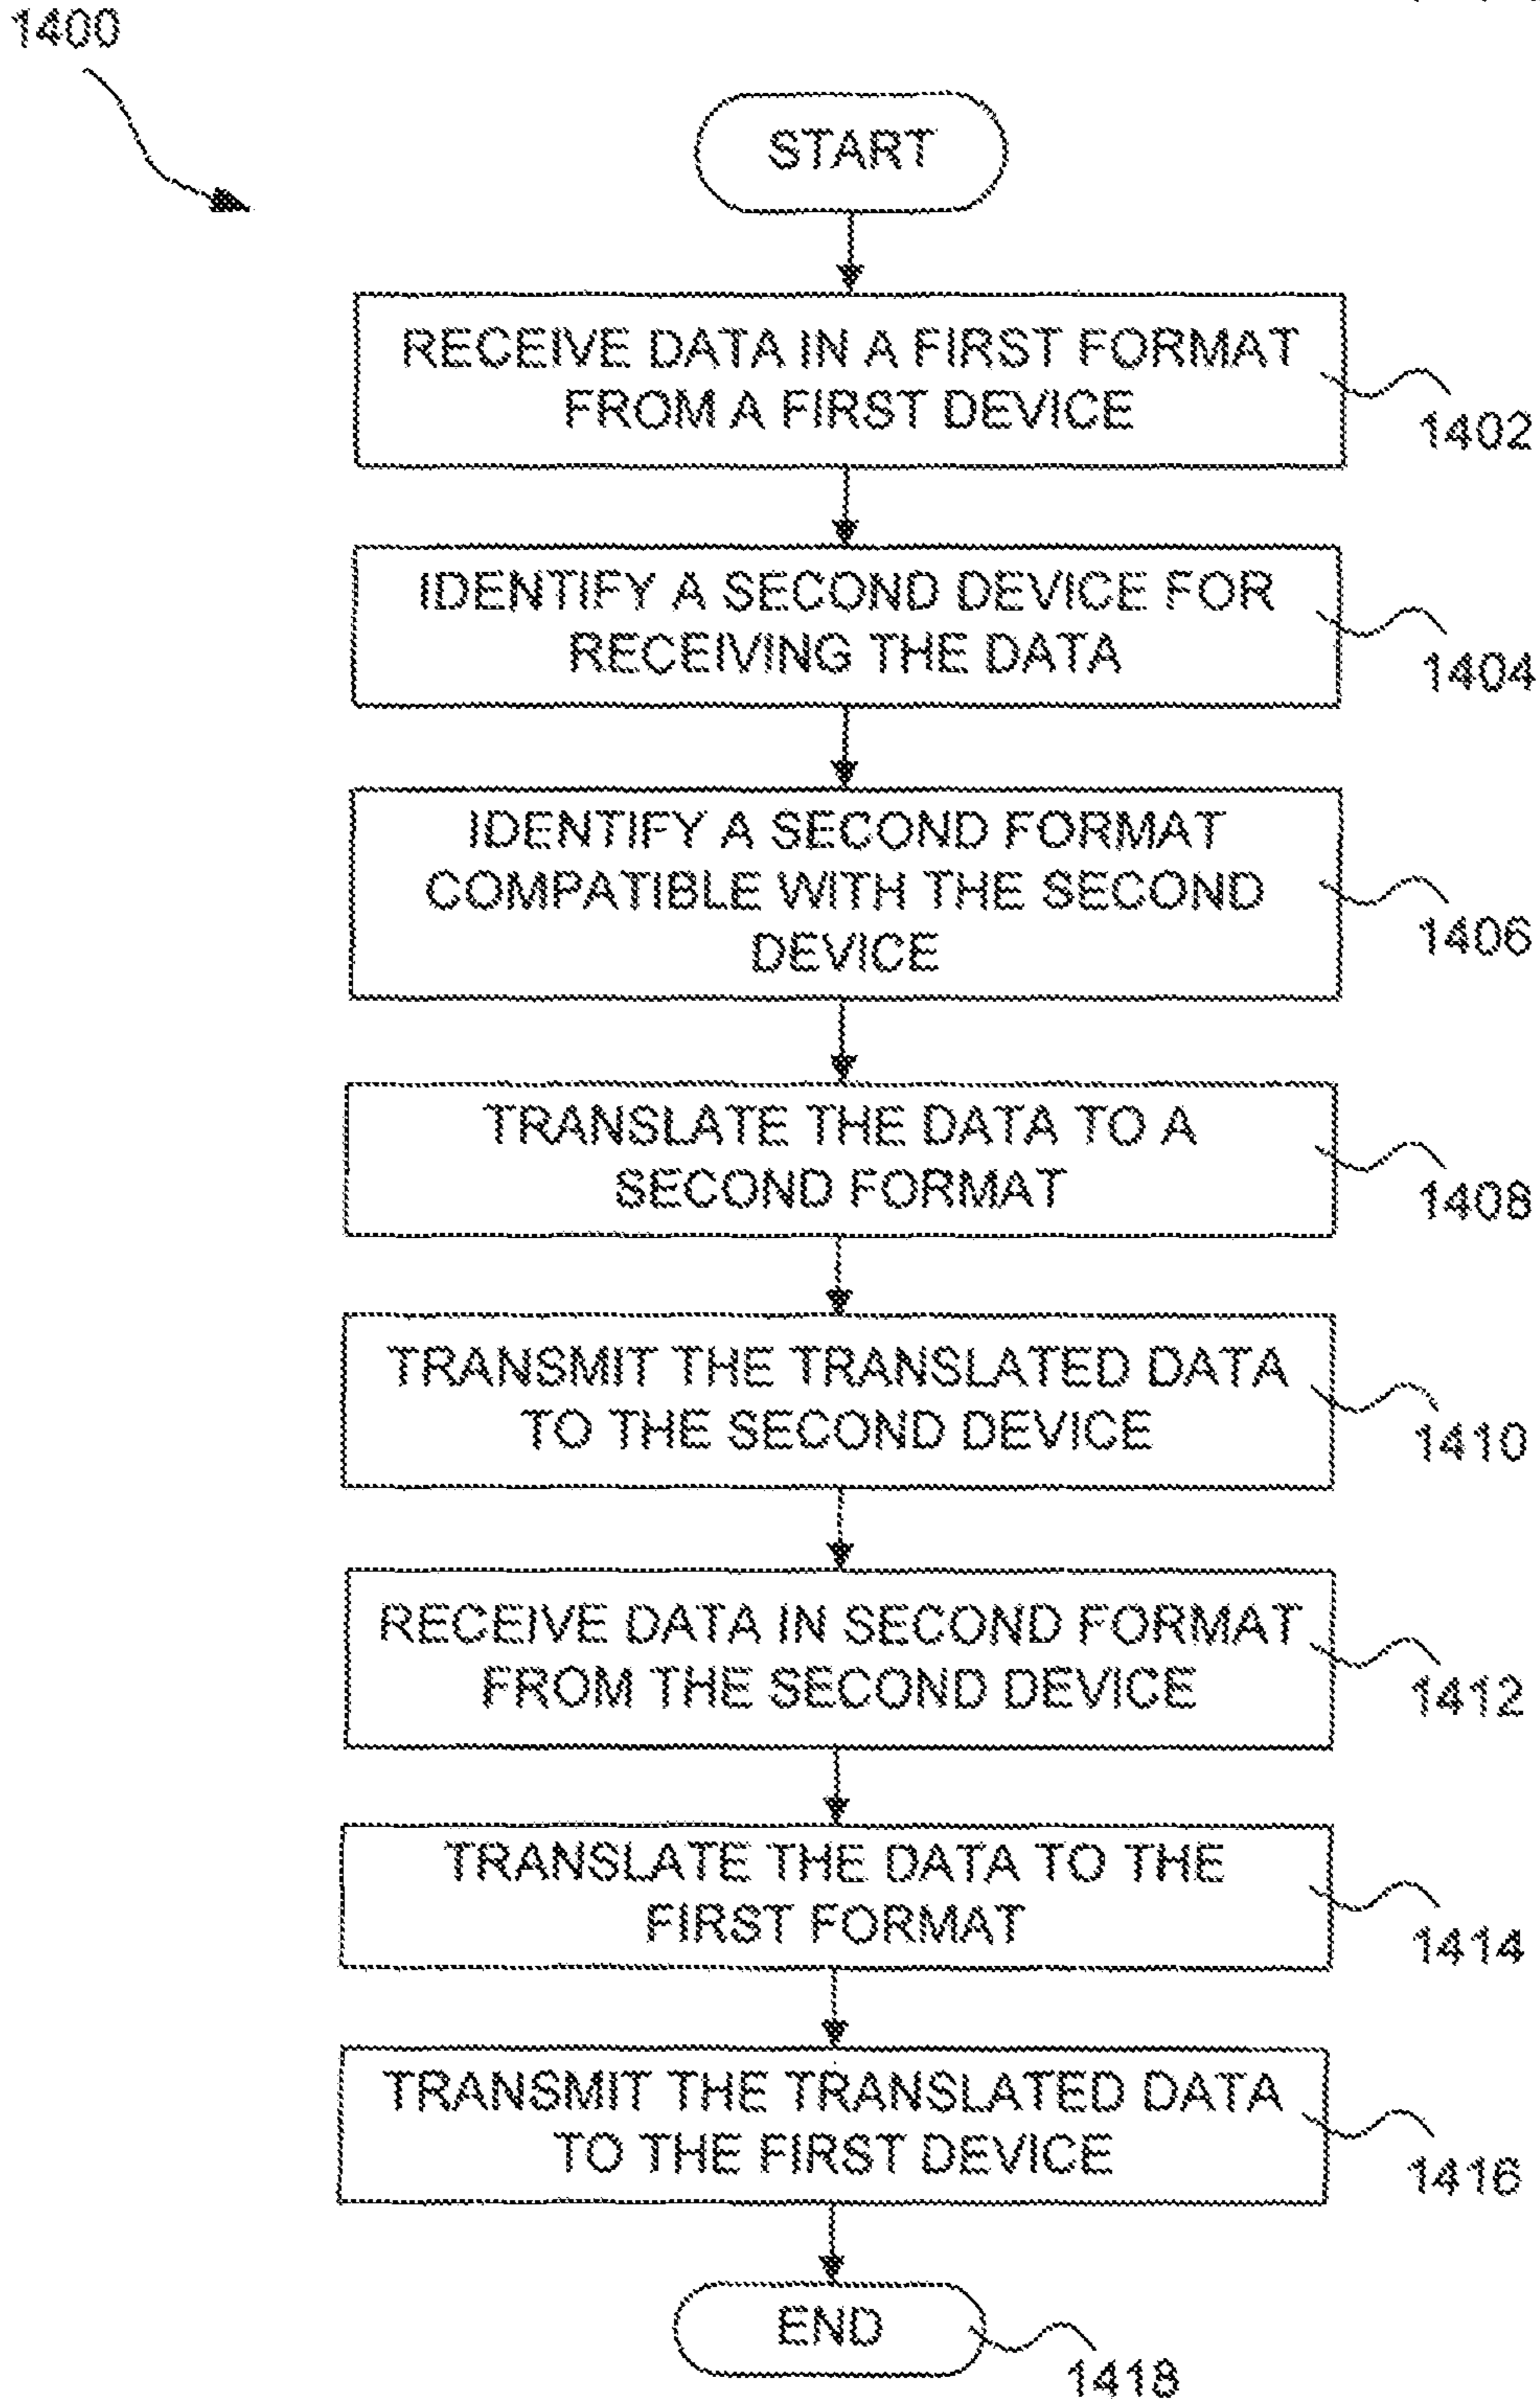 1400
START
RECEIVE DATA IN A FIRST FORMAT
FROM A FIRST DEVICE
1402
IDENTIFY A SECOND DEVICE FOR
RECEIVING THE DATA
1404
IDENTIFY A SECOND FORMAT
COMPATIBLE WITH THE SECOND
DEVICE
1406
TRANSLATE THE DATA TO A
SECOND FORMAT
1408
TRANSMIT THE TRANSLATED DATA
TO THE SECOND DEVICE
1410
RECEIVE DATA IN SECOND FORMAT
FROM THE SECOND DEVICE
1412
TRANSLATE THE DATA TO THE
FIRST FORMAT
1414
TRANSMIT THE TRANSLATED DATA
TO THE FIRST DEVICE
1416
END
1418